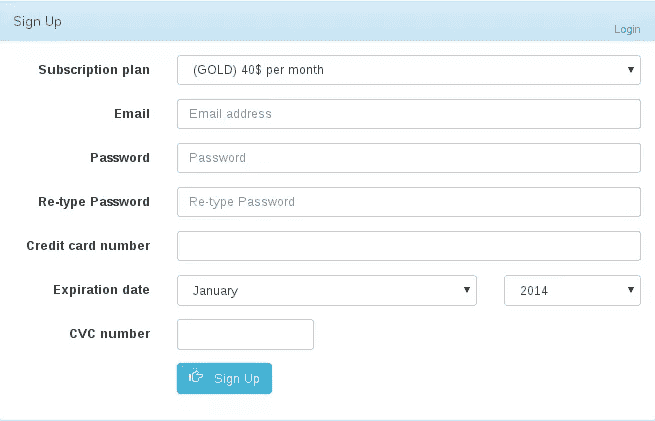 Sign Up
Login
Subscription plan (GOLD) 40$ per month
Email Email address
Password Password
Re-type Password Re-type Password
Credit card number
Expiration date January 2014
CVC number
Sign Up